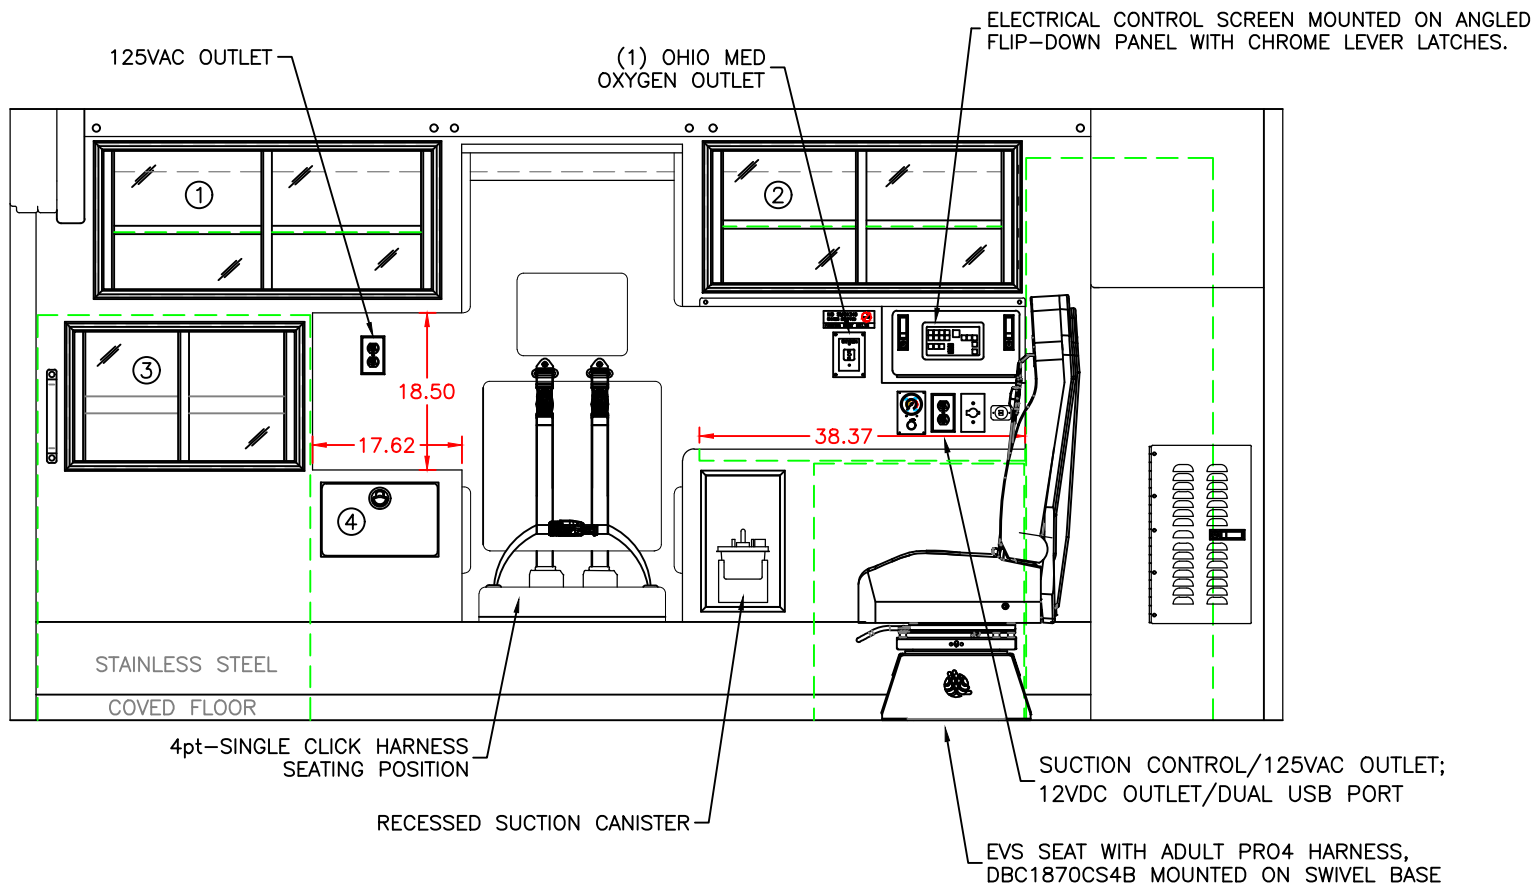 ELECTRICAL CONTROL SCREEN MOUNTED ON ANGLED
FLIP-DOWN PANEL WITH CHROME LEVER LATCHES.
125VAC OUTLET
(1) OHIO MED
OXYGEN OUTLET
1
2
3
18.50
17.62
38.37
4
STAINLESS STEEL
COVED FLOOR
4pt-SINGLE CLICK HARNESS
SEATING POSITION
SUCTION CONTROL/125VAC OUTLET;
12VDC OUTLET/DUAL USB PORT
RECESSED SUCTION CANISTER
EVS SEAT WITH ADULT PRO4 HARNESS,
DBC1870CS4B MOUNTED ON SWIVEL BASE